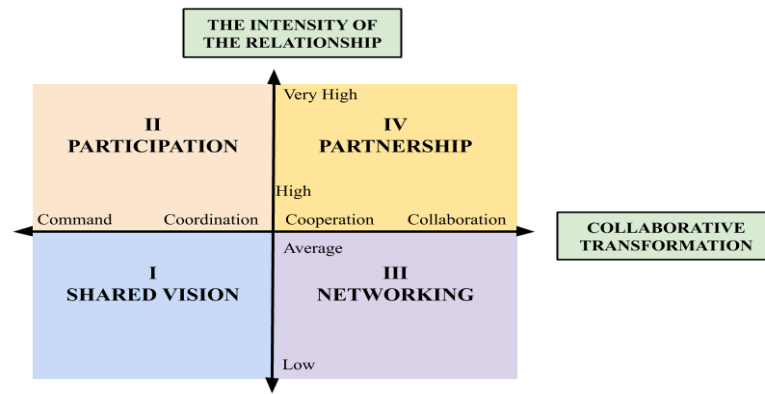 THE INTENSITY OF
THE RELATIONSHIP
Very High
II
PARTICIPATION
IV
PARTNERSHIP
High
Command
Coordination
Cooperation
Collaboration
COLLABORATIVE
TRANSFORMATION
Average
I
SHARED VISION
III
NETWORKING
Low